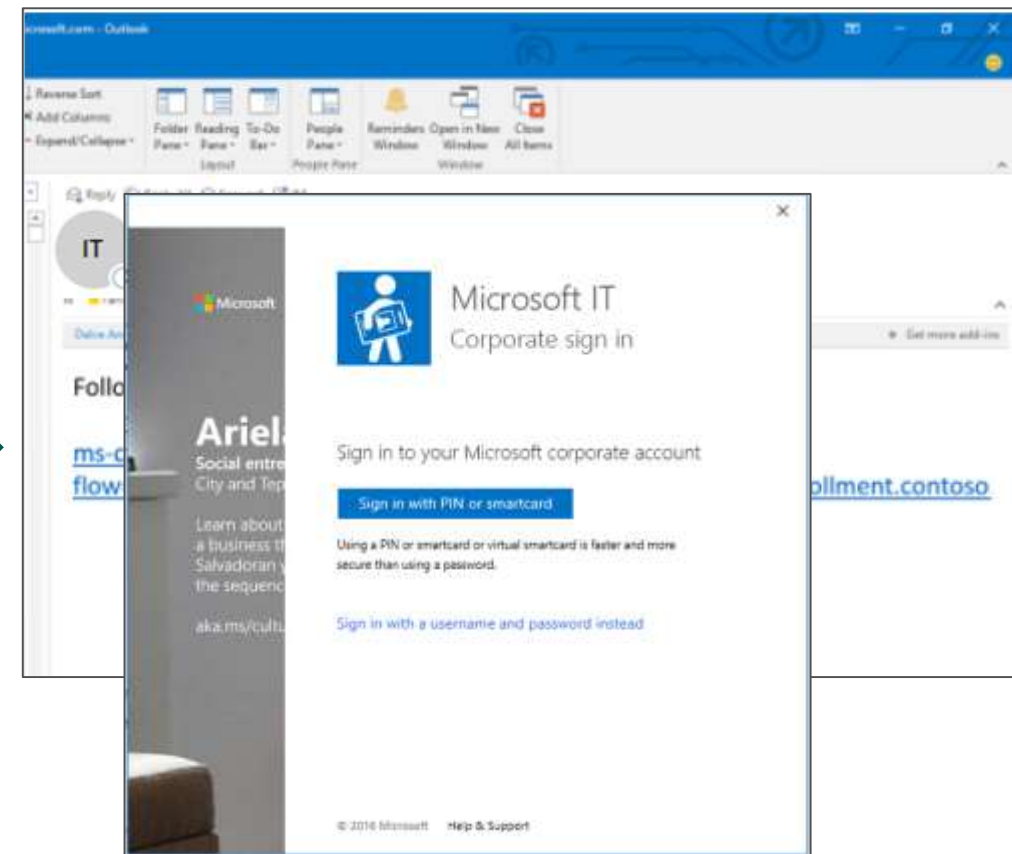 - Outlook
Reverse Sort
Add Columns
Expand/Collapse
Folder Pane
Reading Pane
To-Do Bar
People Pane
Reminders Window
Open in New Window
Close All Items
Layout
People Pane
Window
Reply
IT
Get more add-ins
Follo
ms-c
flow
ollment.contoso
Microsoft
Ariel
Social entre
City and Tep
Learn about
a business th
Salvadoran
the sequenc
aka.ms/cultu
Microsoft IT
Corporate sign in
Sign in to your Microsoft corporate account
Sign in with PIN or smartcard
Using a PIN or smartcard or virtual smartcard is faster and more
secure than using a password.
Sign in with a username and password instead
© 2016 Microsoft Help & Support